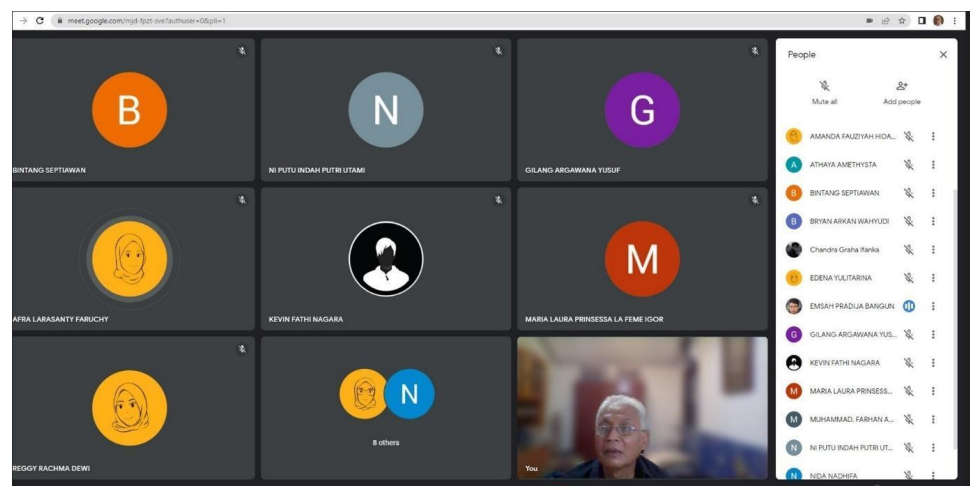 meet.google.com/mjd-fpzt-sve?authuser=0&pli=1
B
BINTANG SEPTIAWAN
N
NI PUTU INDAH PUTRI UTAMI
G
GILANG ARGAWANA YUSUF
AFRA LARASANTY FARUCHY
KEVIN FATHI NAGARA
M
MARIA LAURA PRINSESSA LA FEME IGOR
REGGY RACHMA DEWI
N
8 others
You
People
Mute all
Add people
AMANDA FAUZIYAH HIDA...
A ATHAYA AMETHYSTA
B BINTANG SEPTIAWAN
B BRYAN ARKAN WAHYUDI
Chandra Graha Ifanka
EDENA YULITARINA
EMSAH PRADIJA BANGUN
G GILANG ARGAWANA YUS...
KEVIN FATHI NAGARA
M MARIA LAURA PRINSESS...
M MUHAMMAD, FARHAN A...
N NI PUTU INDAH PUTRI UT...
N NIDA NADHIFA